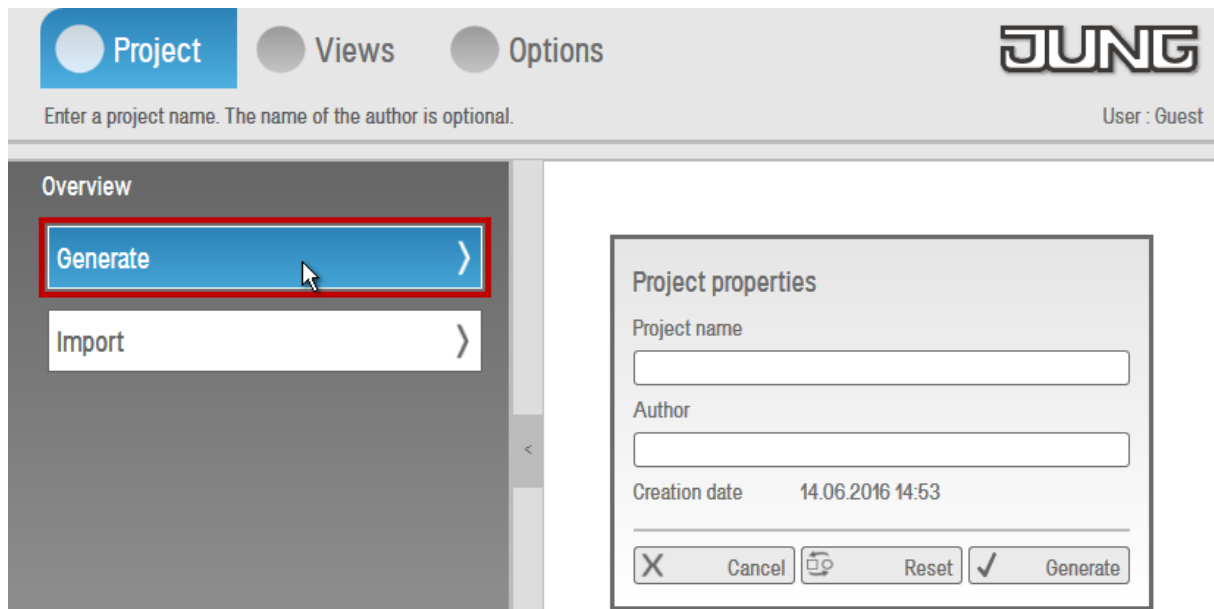 Project Views Options JUNG
Enter a project name. The name of the author is optional. User : Guest
Overview
Generate
Import
Project properties
Project name
Author
<
Creation date 14.06.2016 14:53
Cancel Reset Generate